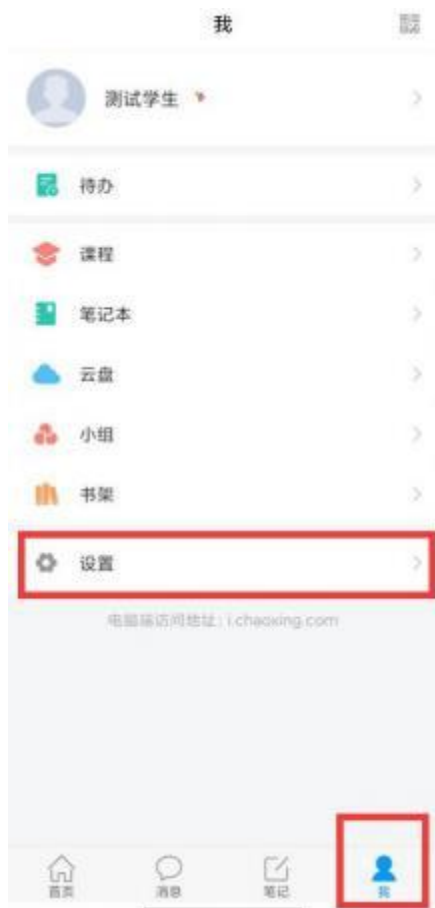 我
测试学生
待办
课程
笔记本
云盘
小组
书架
设置
电脑端访问地址：i.chaoxing.com
首页
消息
笔记
我